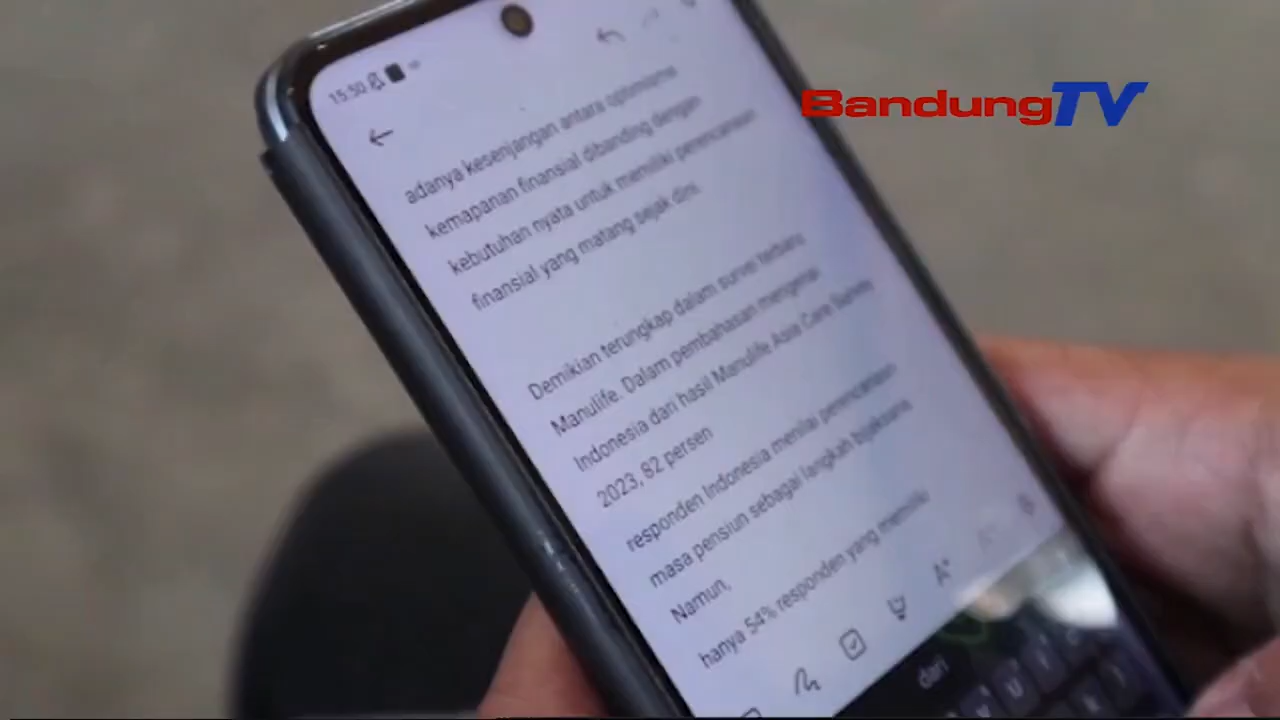 BandungTV
15:50
adanya kesenjangan antara optimisme
kemapanan finansial dibanding dengan
kebutuhan nyata untuk memiliki perencanaan
finansial yang matang sejak dini.
Demikian terungkap dalam survei terbaru
Manulife. Dalam pembahasan mengenai
Indonesia dari hasil Manulife Asia Care Survey
2023, 82 persen
responden Indonesia menilai perencanaan
masa pensiun sebagai langkah bijaksana.
Namun,
hanya 54% responden yang memiliki
dari